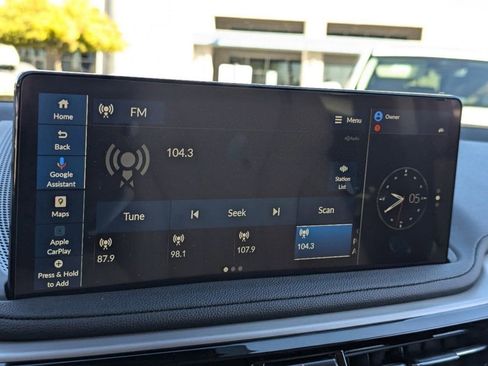 Home
Back
Google
Assistant
Maps
Apple
CarPlay
Press & Hold
to Add
FM
Menu
104.3
Station
List
Tune
Seek
Scan
87.9
98.1
107.9
104.3
Owner
05